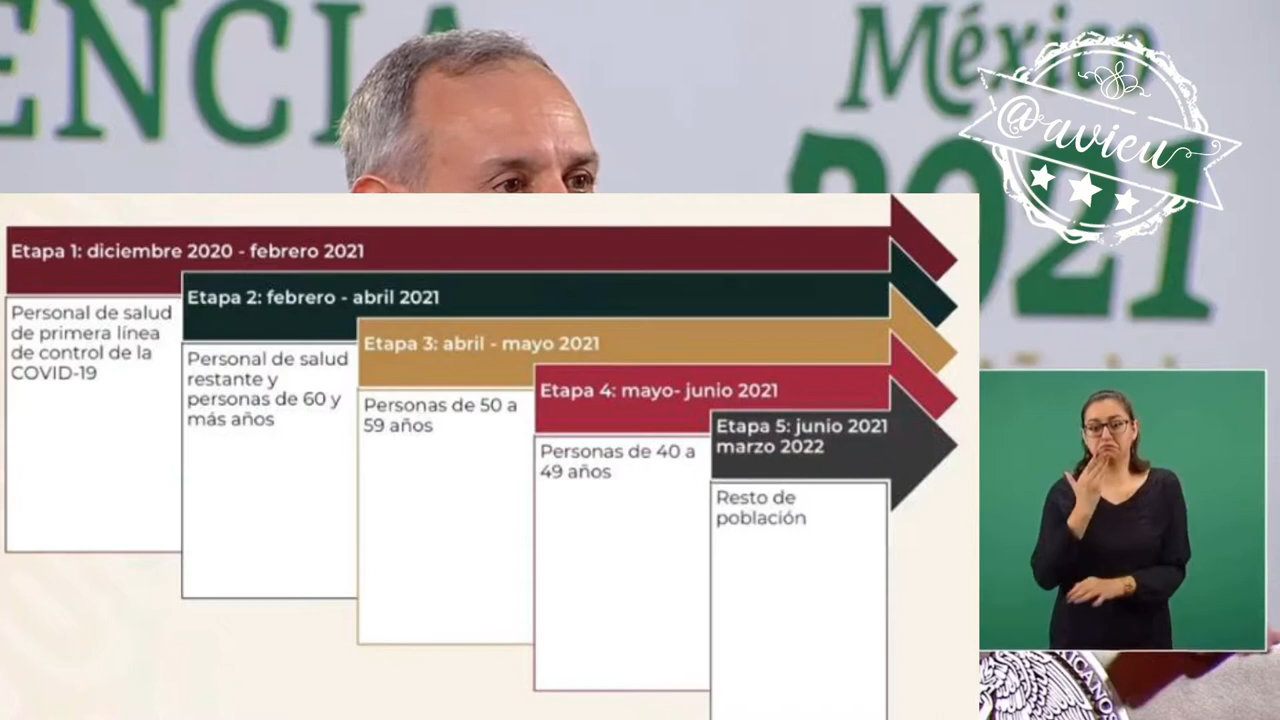 ENCIA
México
2021
@avieu
Etapa 1: diciembre 2020 - febrero 2021
Personal de salud
de primera línea
de control de la
COVID-19
Etapa 2: febrero - abril 2021
Personal de salud
restante y
personas de 60 y
más años
Etapa 3: abril - mayo 2021
Personas de 50 a
59 años
Etapa 4: mayo- junio 2021
Personas de 40 a
49 años
Etapa 5: junio 2021
marzo 2022
Resto de
población
XICANOS